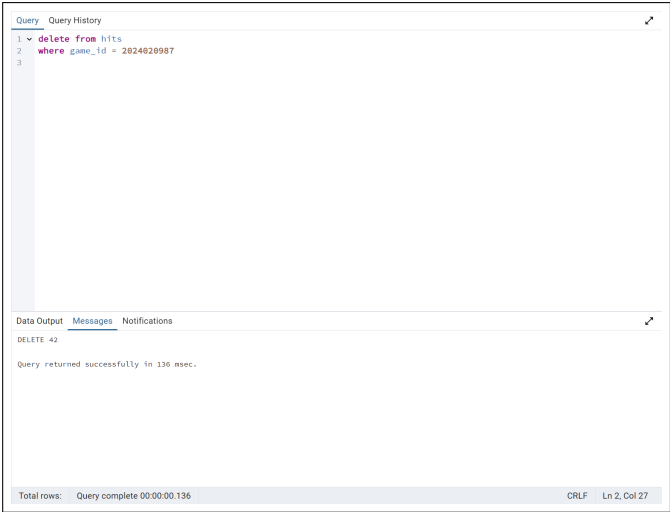 Query Query History
1 delete from hits
2 where game_id = 2024020987
3
Data Output Messages Notifications
DELETE 42
Query returned successfully in 136 msec.
Total rows: Query complete 00:00:00.136 CRLF Ln 2, Col 27